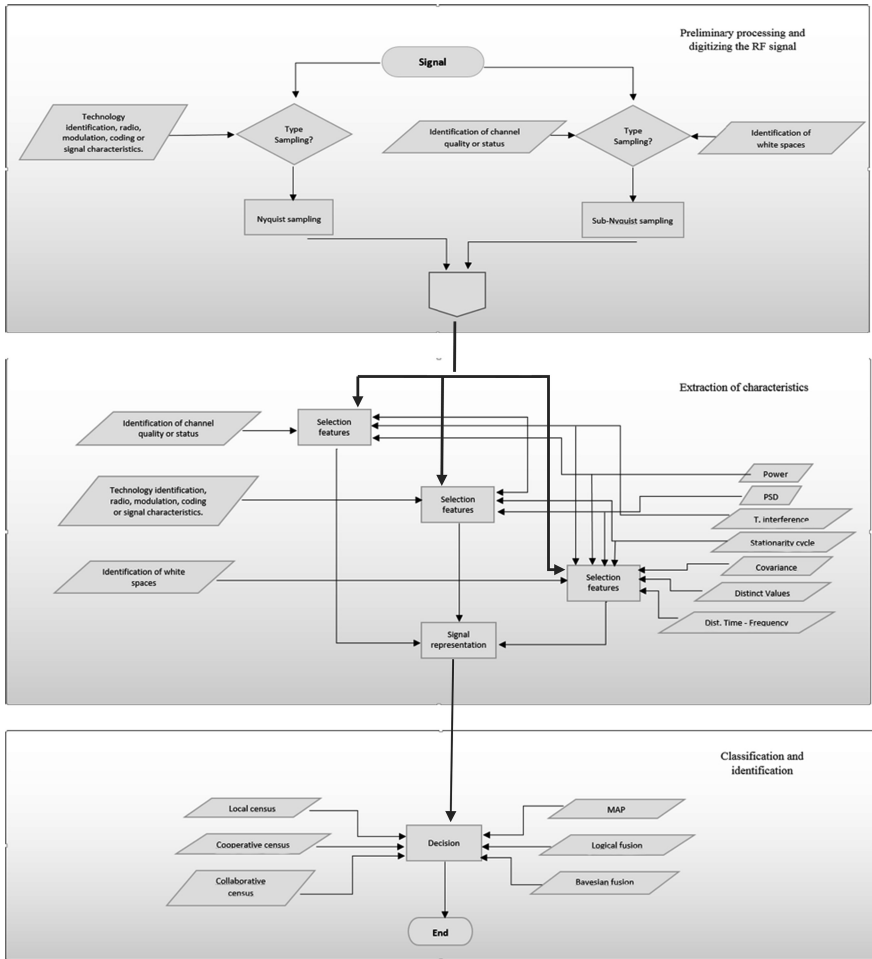 Preliminary processing and
digitizing the RF signal
Signal
Technology
identification, radio,
modulation, coding or
signal characteristics.
Type
Sampling?
Identification of channel
quality or status
Type
Sampling?
Identification of
white spaces
Nyquist sampling
Sub-Nyquist sampling
Extraction of characteristics
Identification of channel
quality or status
Selection
features
Power
Technology identification,
radio, modulation, coding
or signal characteristics.
Selection
features
PSD
T. interference
Stationarity cycle
Identification of white
spaces
Selection
features
Covariance
Distinct Values
Dist. Time - Frequency
Signal
representation
Classification and
identification
Local census
MAP
Cooperative census
Decision
Logical fusion
Collaborative
census
Bayesian fusion
End